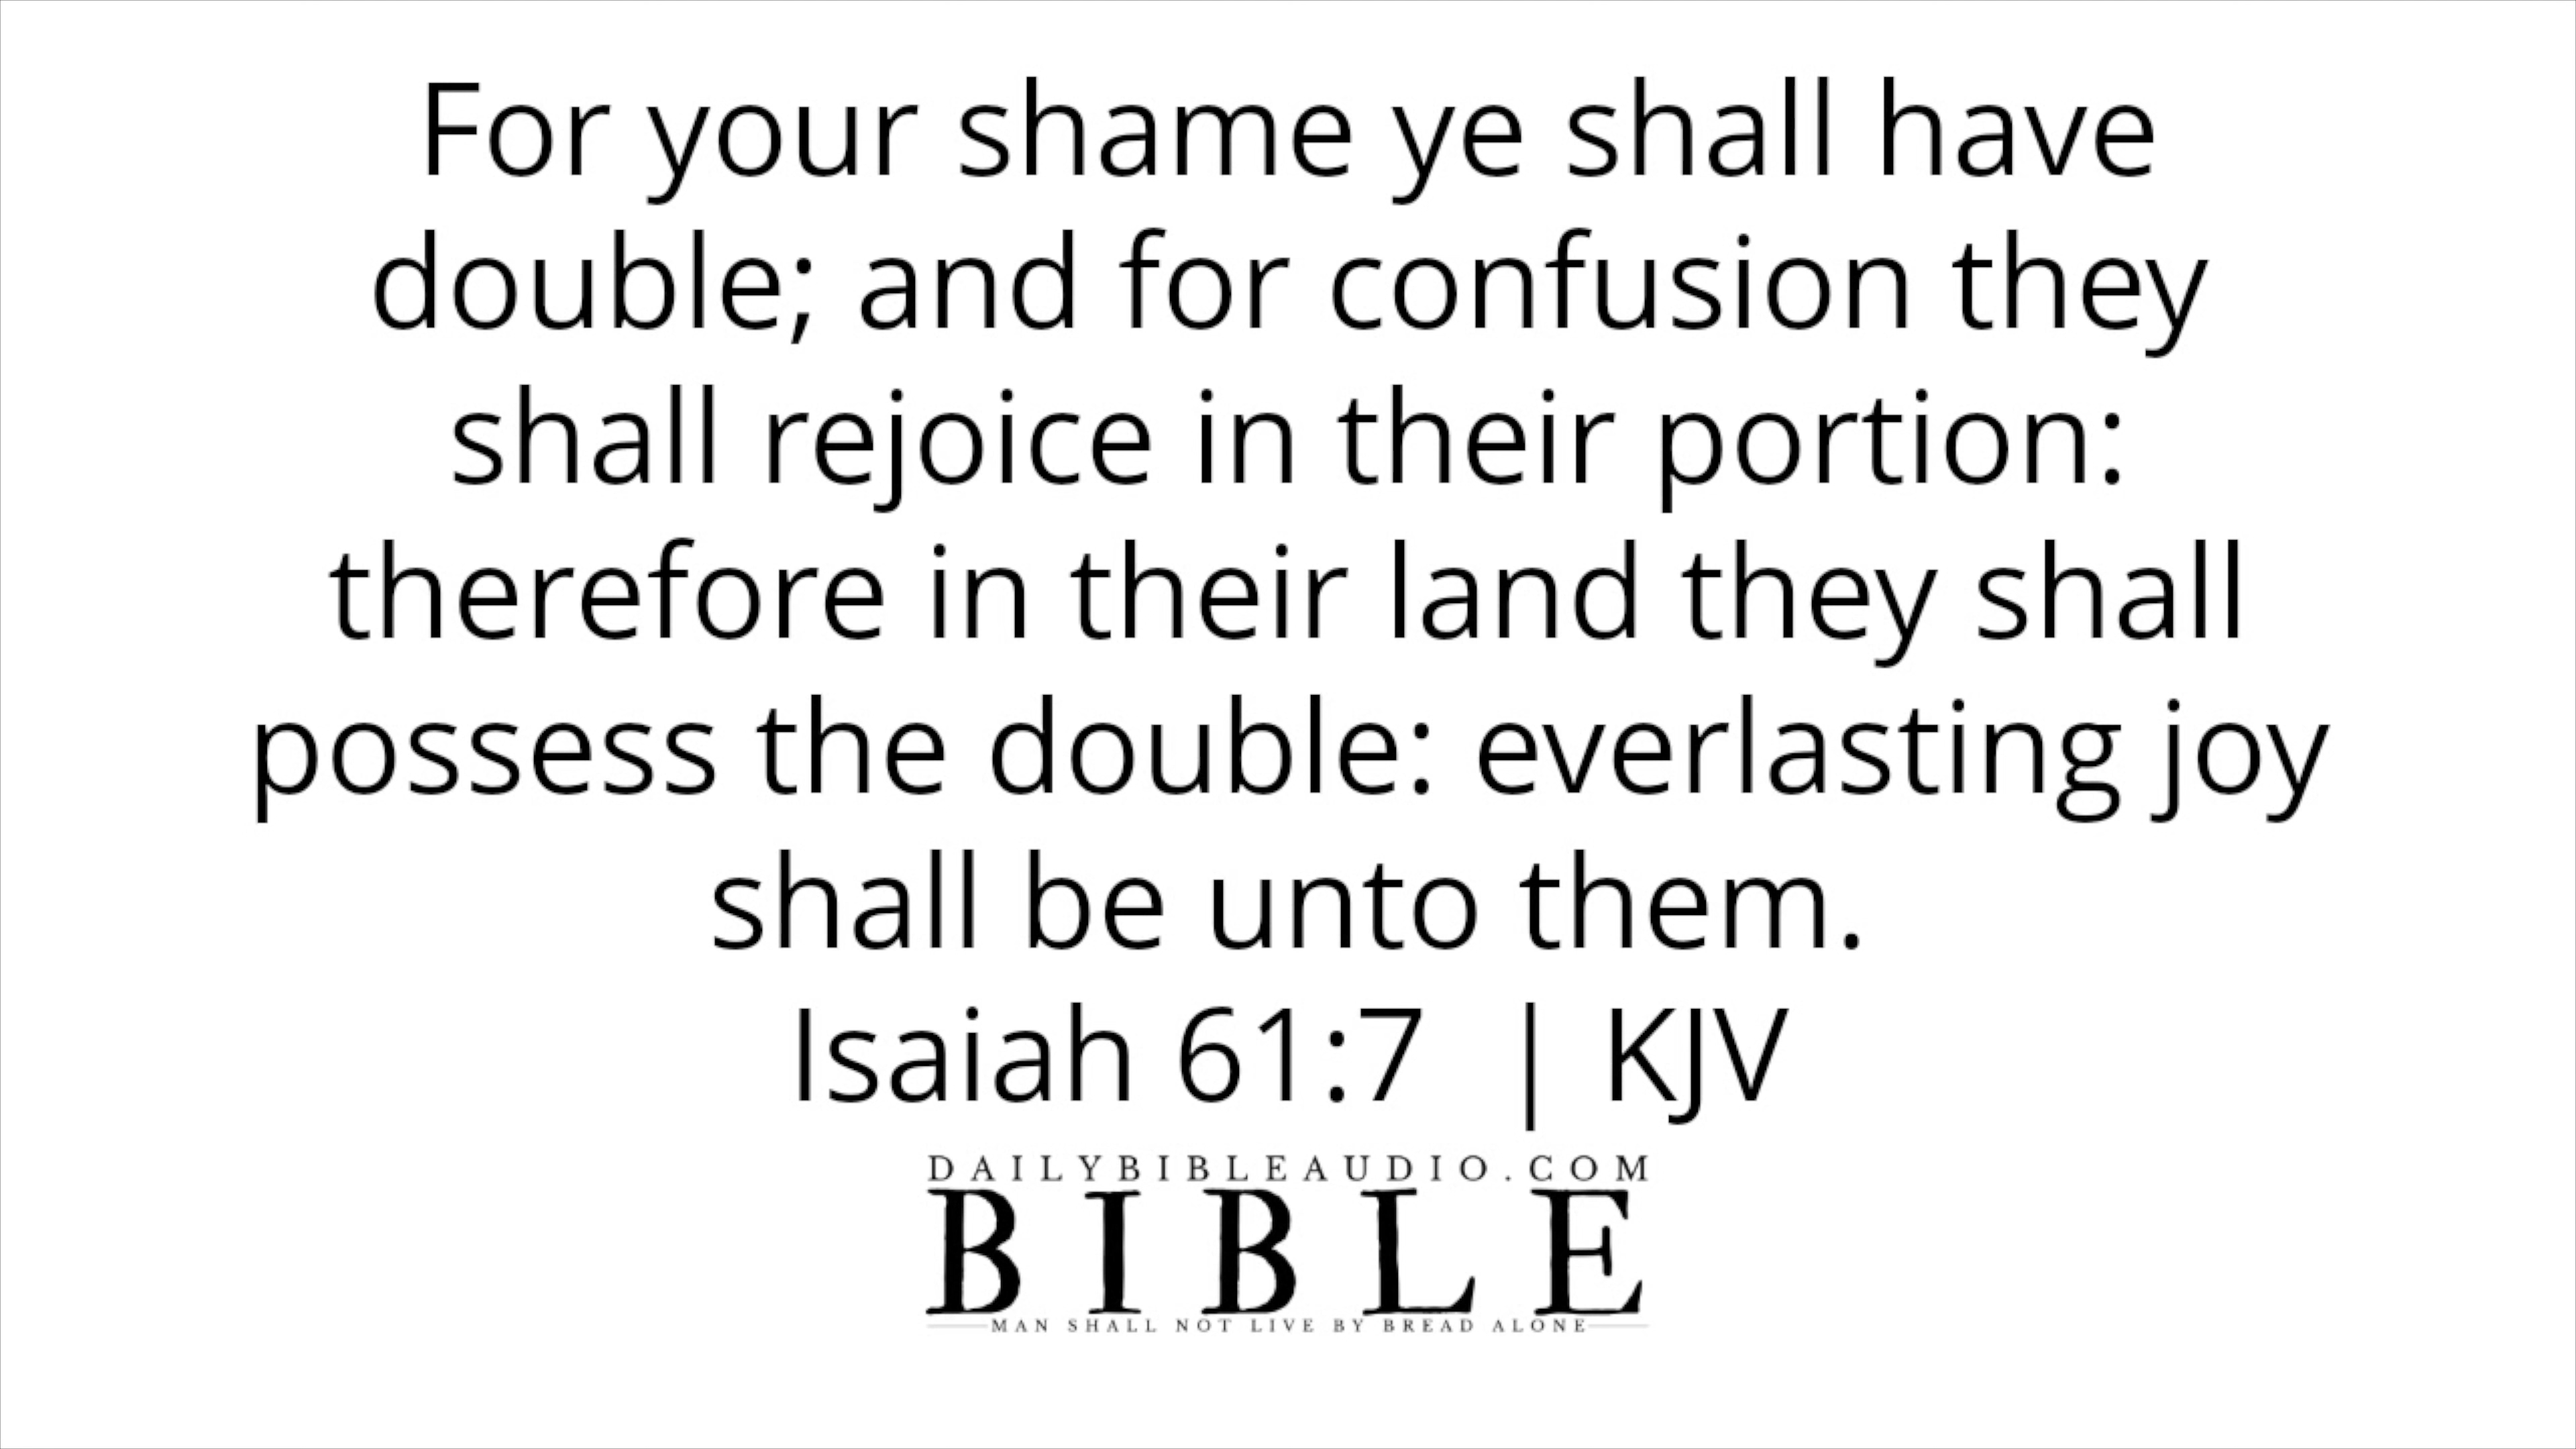 For your shame ye shall have
double; and for confusion they
shall rejoice in their portion:
therefore in their land they shall
possess the double: everlasting joy
shall be unto them.
Isaiah 61:7 | KJV
DAILYBIBLEAUDIO.COM
BIBLE
MAN SHALL NOT LIVE BY BREAD ALONE